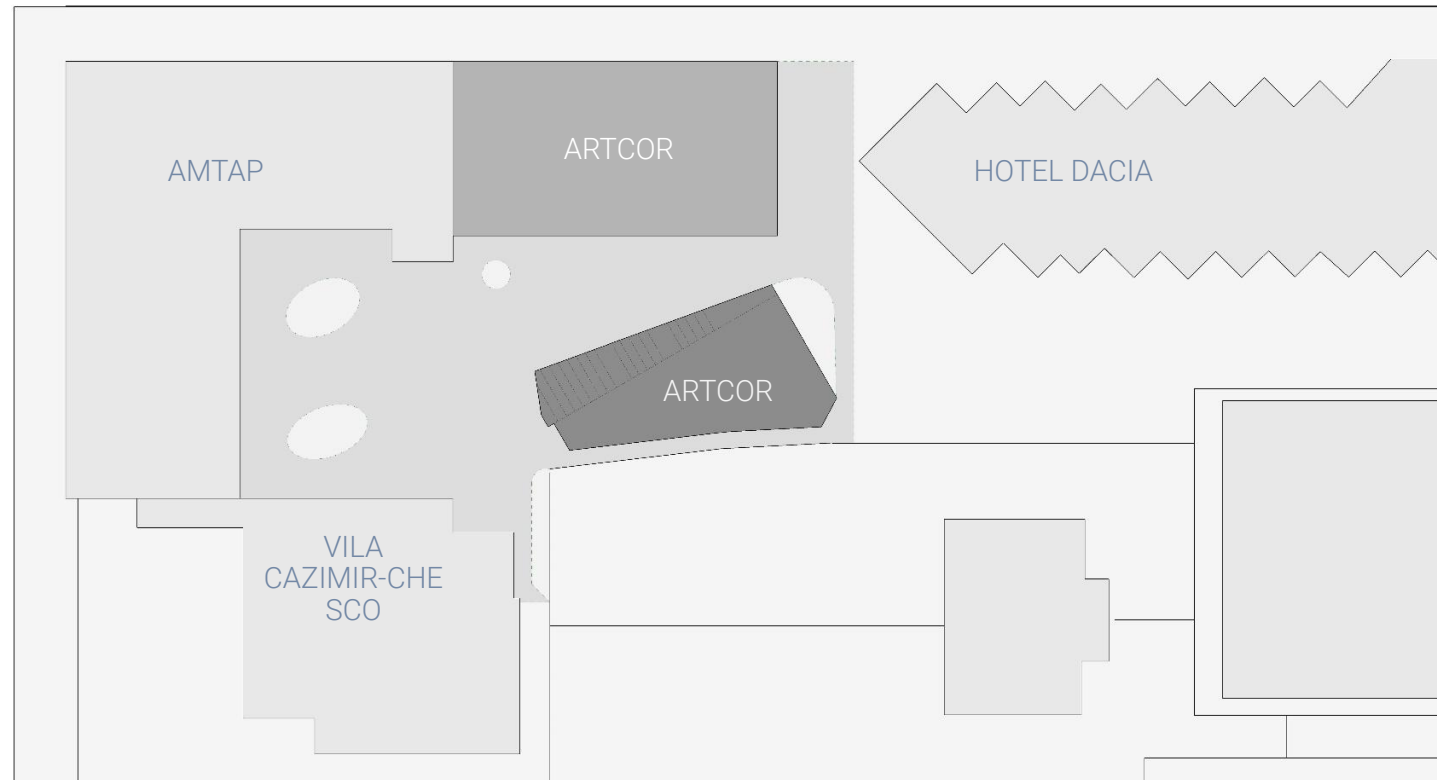 AMTAP
ARTCOR
HOTEL DACIA
ARTCOR
VILA
CAZIMIR-CHE
SCO